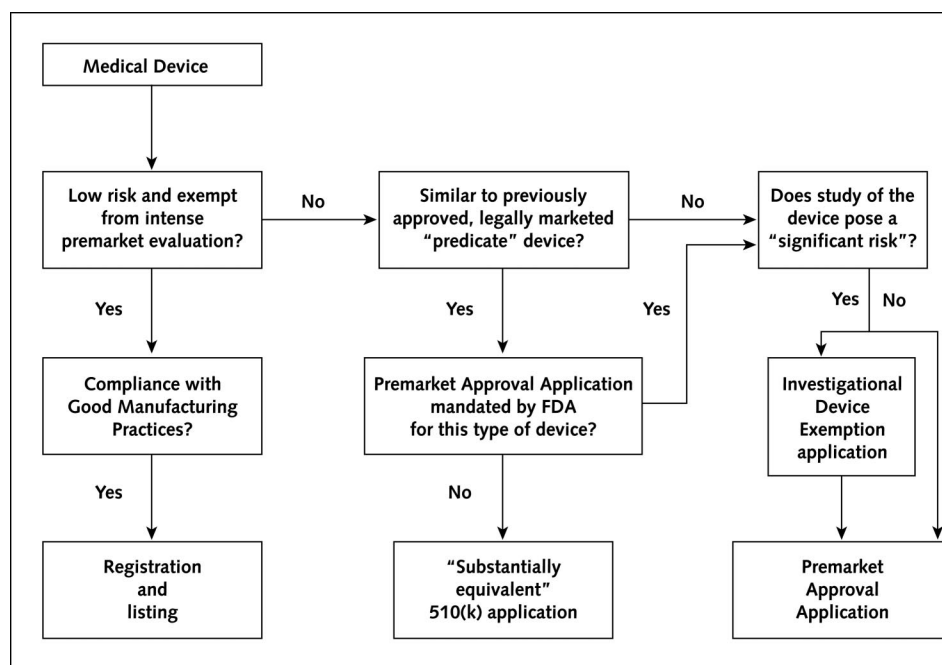 Medical Device
Low risk and exempt
from intense
premarket evaluation?
No
Similar to previously
approved, legally marketed
“predicate” device?
No
Does study of the
device pose a
“significant risk”?
Yes
Yes
Yes
Yes
No
Compliance with
Good Manufacturing
Practices?
Premarket Approval Application
mandated by FDA
for this type of device?
Investigational
Device
Exemption
application
Yes
No
Registration
and
listing
“Substantially
equivalent”
510(k) application
Premarket
Approval
Application